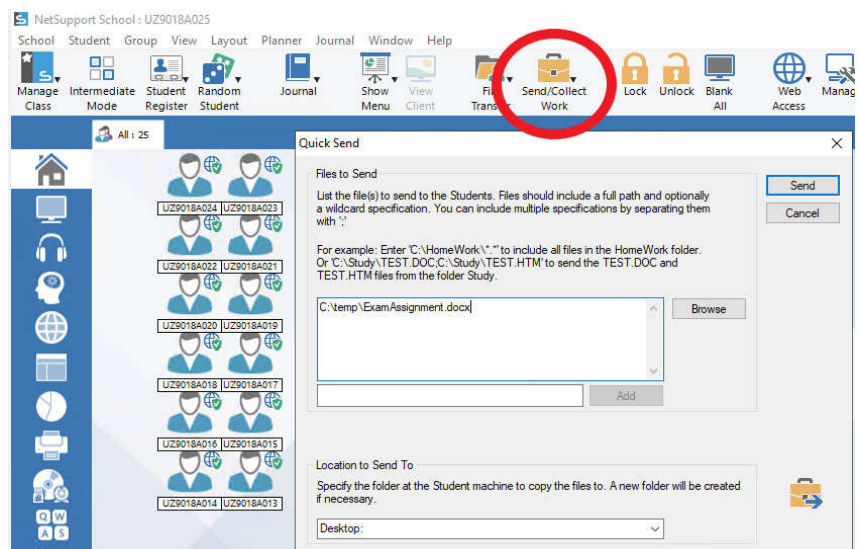 NetSupport School : UZ9018A025
School Student Group View Layout Planner Journal Window Help
Manage Class
Intermediate Mode
Student Register
Random Student
Journal
Show Menu
View Client
File Transfer
Send/Collect Work
Lock
Unlock
Blank All
Web Access
Manag
All : 25
UZ9018A024 UZ9018A023
UZ9018A022 UZ9018A021
UZ9018A020 UZ9018A019
UZ9018A018 UZ9018A017
UZ9018A016 UZ9018A015
UZ9018A014 UZ9018A013
Q W
A S
Quick Send
Files to Send
List the file(s) to send to the Students. Files should include a full path and optionally
a wildcard specification. You can include multiple specifications by separating them
with ';'
For example: Enter 'C:\HomeWork\*.*' to include all files in the HomeWork folder.
Or 'C:\Study\TEST.DOC;C:\Study\TEST.HTM' to send the TEST.DOC and
TEST.HTM files from the folder Study.
C:\temp\ExamAssignment.docx
Browse
Add
Send
Cancel
Location to Send To
Specify the folder at the Student machine to copy the files to. A new folder will be created
if necessary.
Desktop: